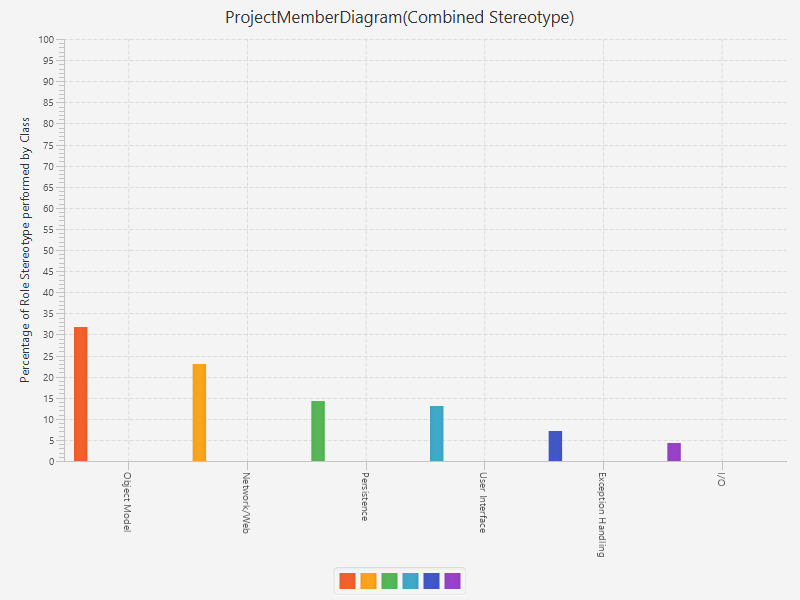 ProjectMemberDiagram(Combined Stereotype)
Percentage of Role Stereotype performed by Class
100
95
90
85
80
75
70
65
60
55
50
45
40
35
30
25
20
15
10
5
0
Object Model
Network/Web
Persistence
User Interface
Exception Handling
I/O